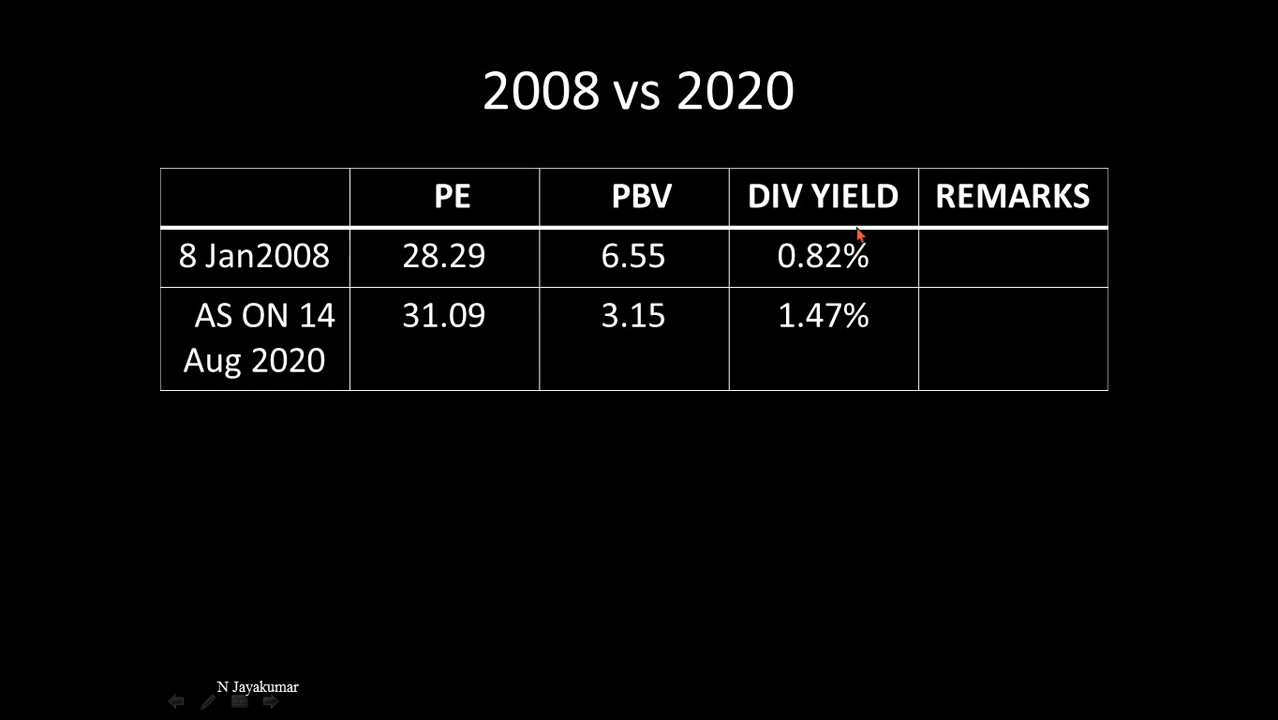 2008 vs 2020
PE PBV DIV YIELD REMARKS
8 Jan2008 28.29 6.55 0.82%
AS ON 14 31.09 3.15 1.47%
Aug 2020
N Jayakumar